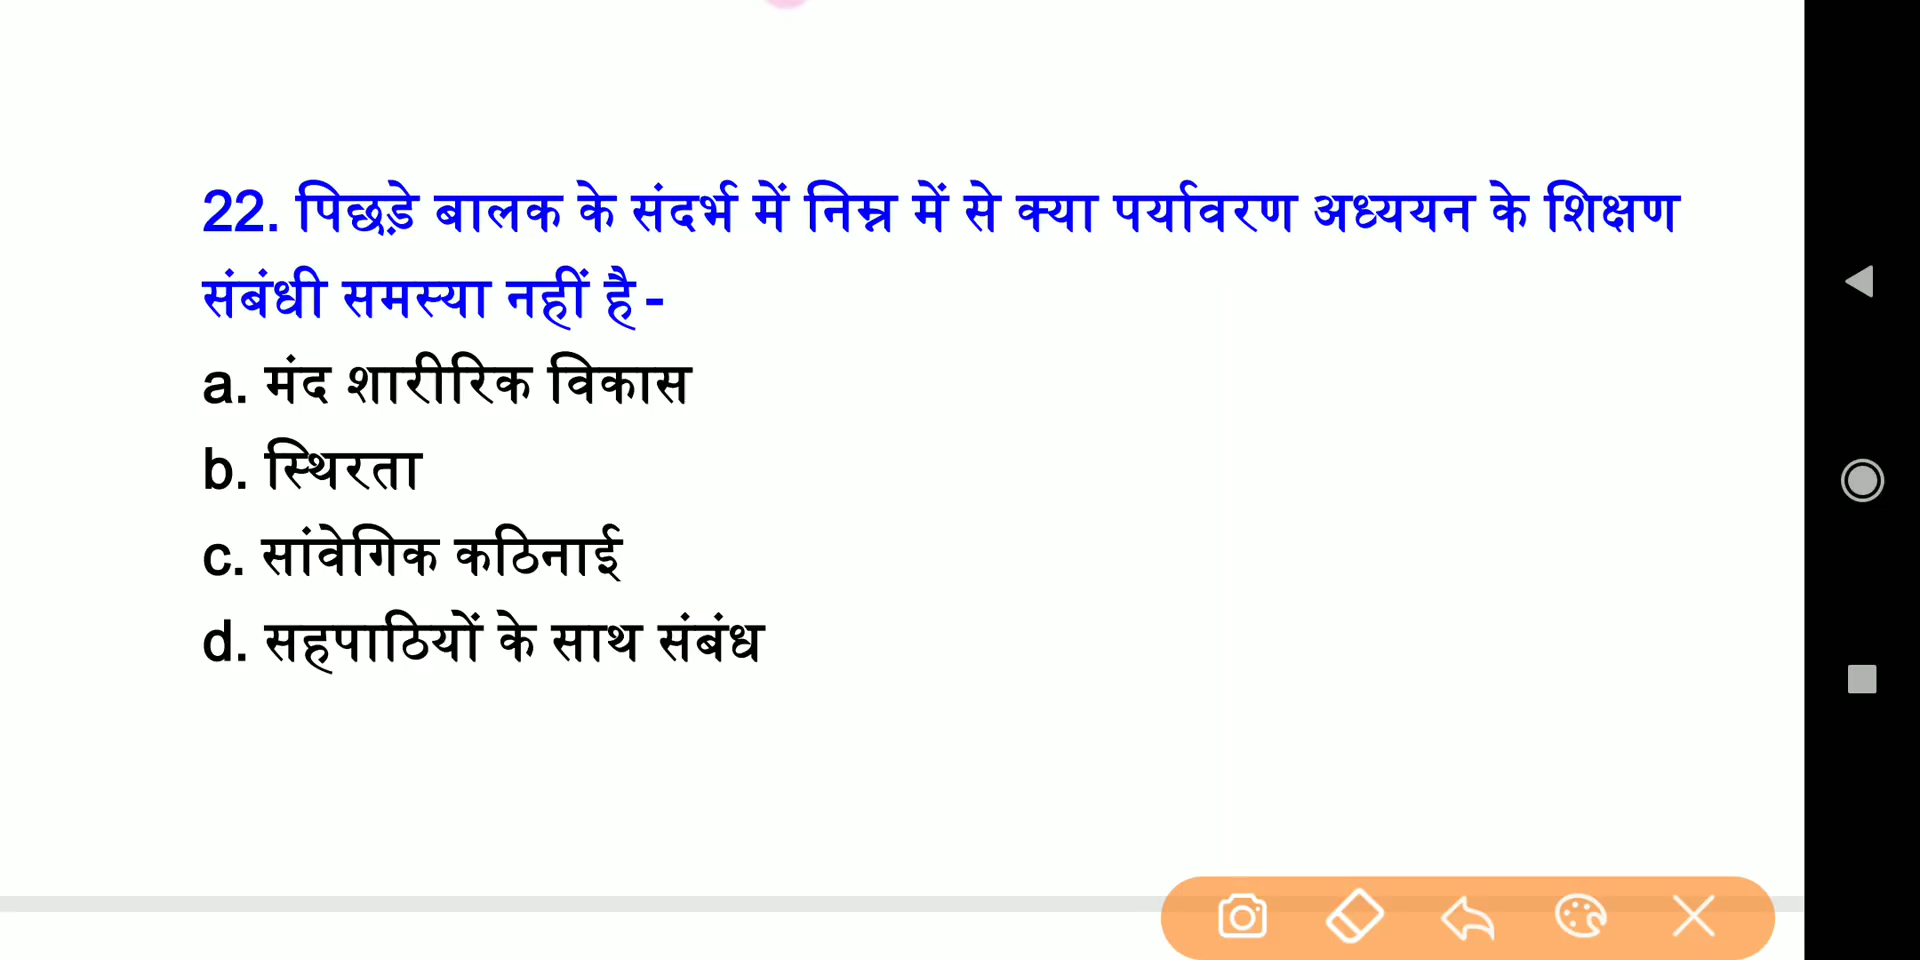 22. पिछड़े बालक के संदर्भ में निम्न में से क्या पर्यावरण अध्ययन के शिक्षण
संबंधी समस्या नहीं है -
a. मंद शारीरिक विकास
b. स्थिरता
c. सांवेगिक कठिनाई
d. सहपाठियों के साथ संबंध